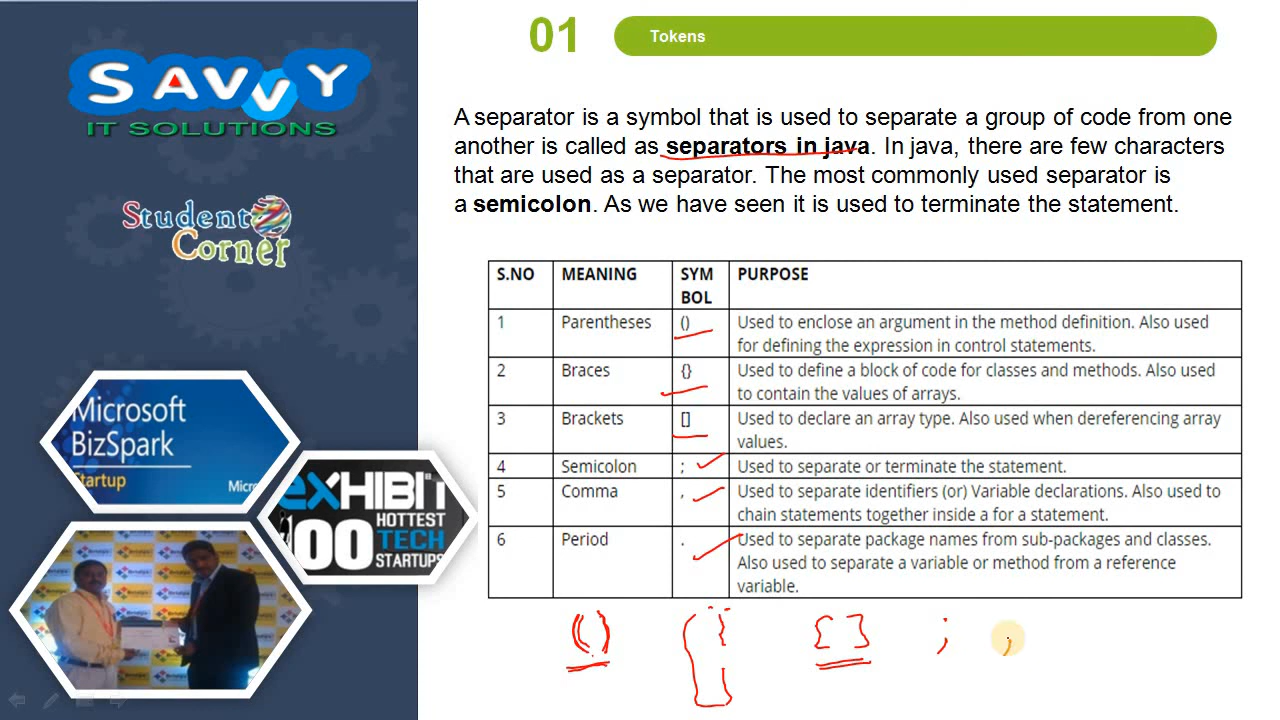 SAVVY
IT SOLUTIONS
Student
Corner
Microsoft
BizSpark
Startup
Micros
eXHIBIT
100 HOTTEST
TECH
STARTUPS
01 Tokens
A separator is a symbol that is used to separate a group of code from one
another is called as separators in java. In java, there are few characters
that are used as a separator. The most commonly used separator is
a semicolon. As we have seen it is used to terminate the statement.
S.NO MEANING SYM PURPOSE
BOL
1 Parentheses () Used to enclose an argument in the method definition. Also used
for defining the expression in control statements.
2 Braces {} Used to define a block of code for classes and methods. Also used
to contain the values of arrays.
3 Brackets [] Used to declare an array type. Also used when dereferencing array
values.
4 Semicolon ; Used to separate or terminate the statement.
5 Comma , Used to separate identifiers (or) Variable declarations. Also used to
chain statements together inside a for a statement.
6 Period . Used to separate package names from sub-packages and classes.
Also used to separate a variable or method from a reference
variable.
() { } [ ] ; ,